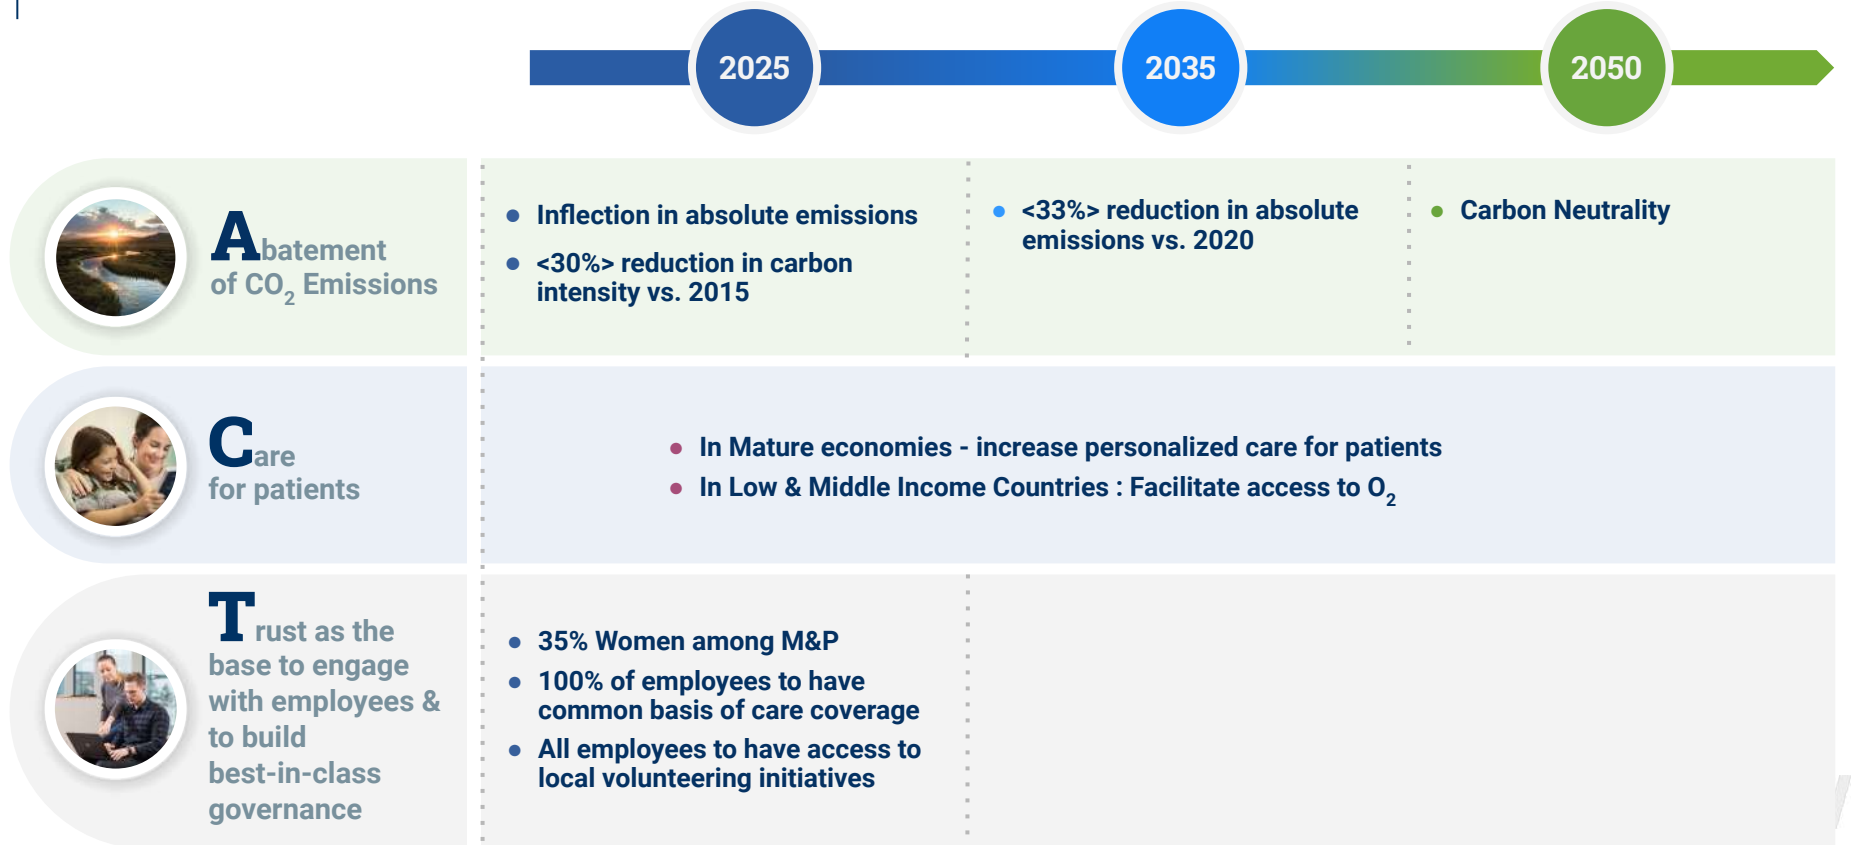 2025
2035
2050
Abatement
of CO₂ Emissions
● Inflection in absolute emissions
● <30%> reduction in carbon
intensity vs. 2015
● <33%> reduction in absolute
emissions vs. 2020
● Carbon Neutrality
Care
for patients
● In Mature economies - increase personalized care for patients
● In Low & Middle Income Countries : Facilitate access to O₂
Trust as the
base to engage
with employees &
to build
best-in-class
governance
● 35% Women among M&P
● 100% of employees to have
common basis of care coverage
● All employees to have access to
local volunteering initiatives